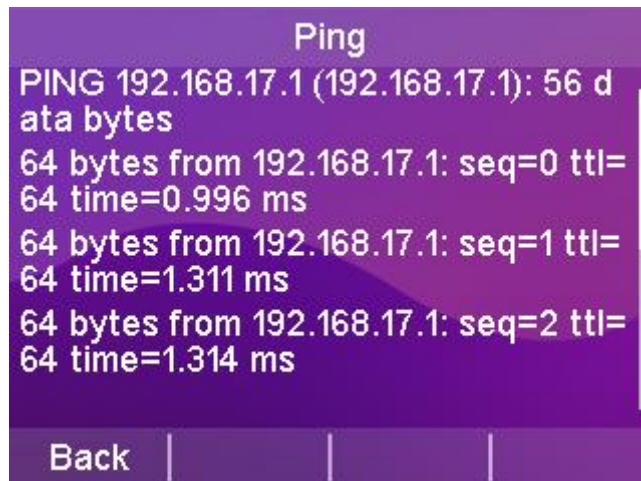 Ping
PING 192.168.17.1 (192.168.17.1): 56 d
ata bytes
64 bytes from 192.168.17.1: seq=0 ttl=
64 time=0.996 ms
64 bytes from 192.168.17.1: seq=1 ttl=
64 time=1.311 ms
64 bytes from 192.168.17.1: seq=2 ttl=
64 time=1.314 ms
Back